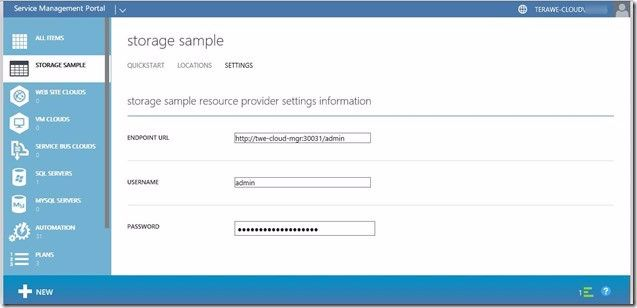 Service Management Portal
TERAWE-CLOUD\
ALL ITEMS
STORAGE SAMPLE
WEB SITE CLOUDS
0
VM CLOUDS
0
SERVICE BUS CLOUDS
0
SQL SERVERS
1
MYSQL SERVERS
0
AUTOMATION
31
PLANS
3
storage sample
QUICKSTART LOCATIONS SETTINGS
storage sample resource provider settings information
ENDPOINT URL http://twe-cloud-mgr:30031/admin
USERNAME admin
PASSWORD
NEW
1
?